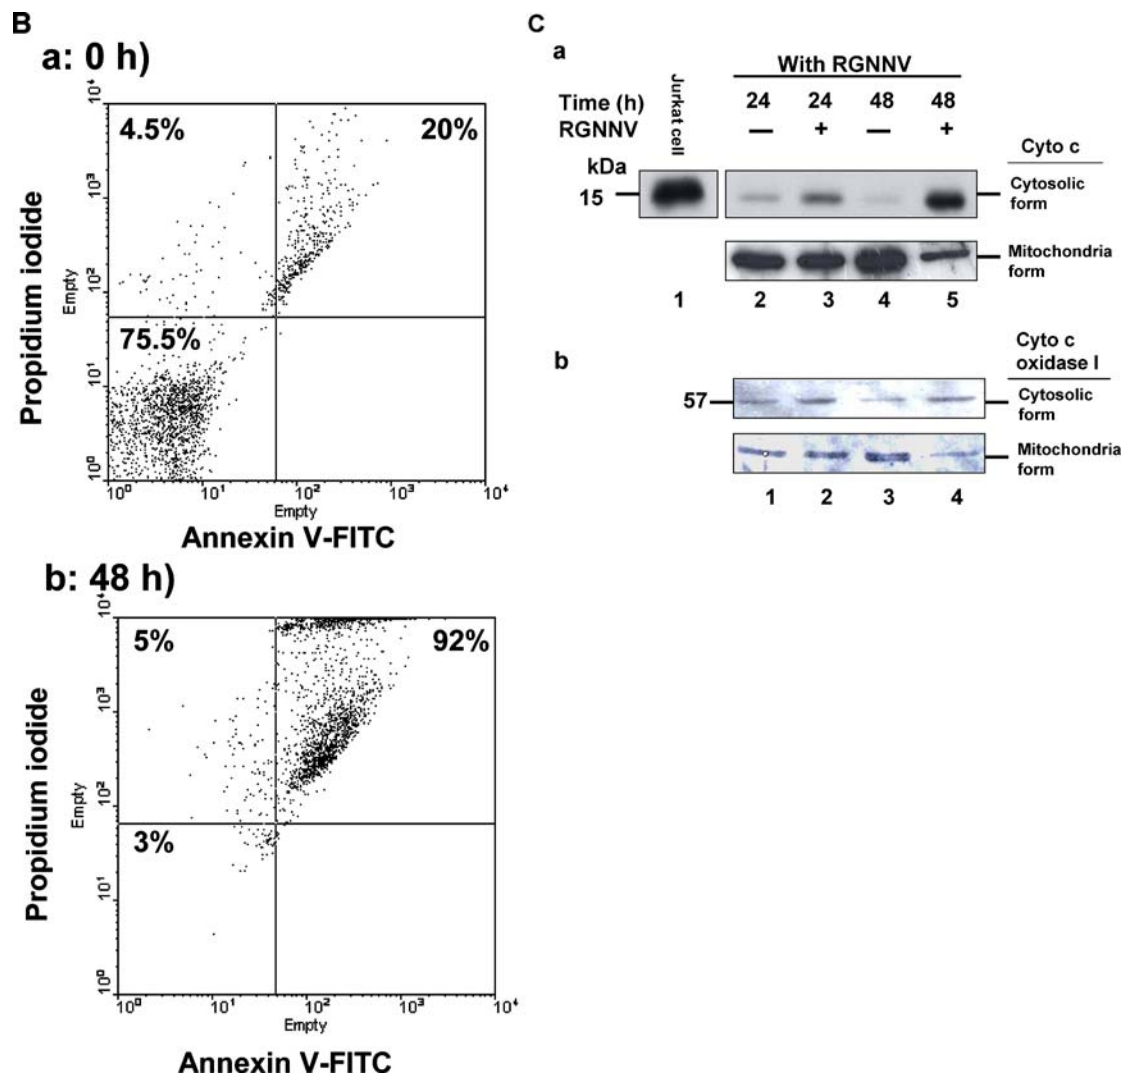 B
a: 0 h)
4.5%
20%
75.5%
10⁴
10³
10²
10¹
10⁰
Propidium iodide
Empty
10⁰ 10¹ 10² 10³ 10⁴
Empty
Annexin V-FITC
b: 48 h)
5%
92%
3%
10⁴
10³
10²
10¹
10⁰
Propidium iodide
Empty
10⁰ 10¹ 10² 10³ 10⁴
Empty
Annexin V-FITC
C
a
Jurkat cell
With RGNNV
Time (h) 24 24 48 48
RGNNV — + — +
kDa
Cyto c
15
Cytosolic
form
Mitochondria
form
1 2 3 4 5
b
Cyto c
oxidase I
57
Cytosolic
form
Mitochondria
form
1 2 3 4